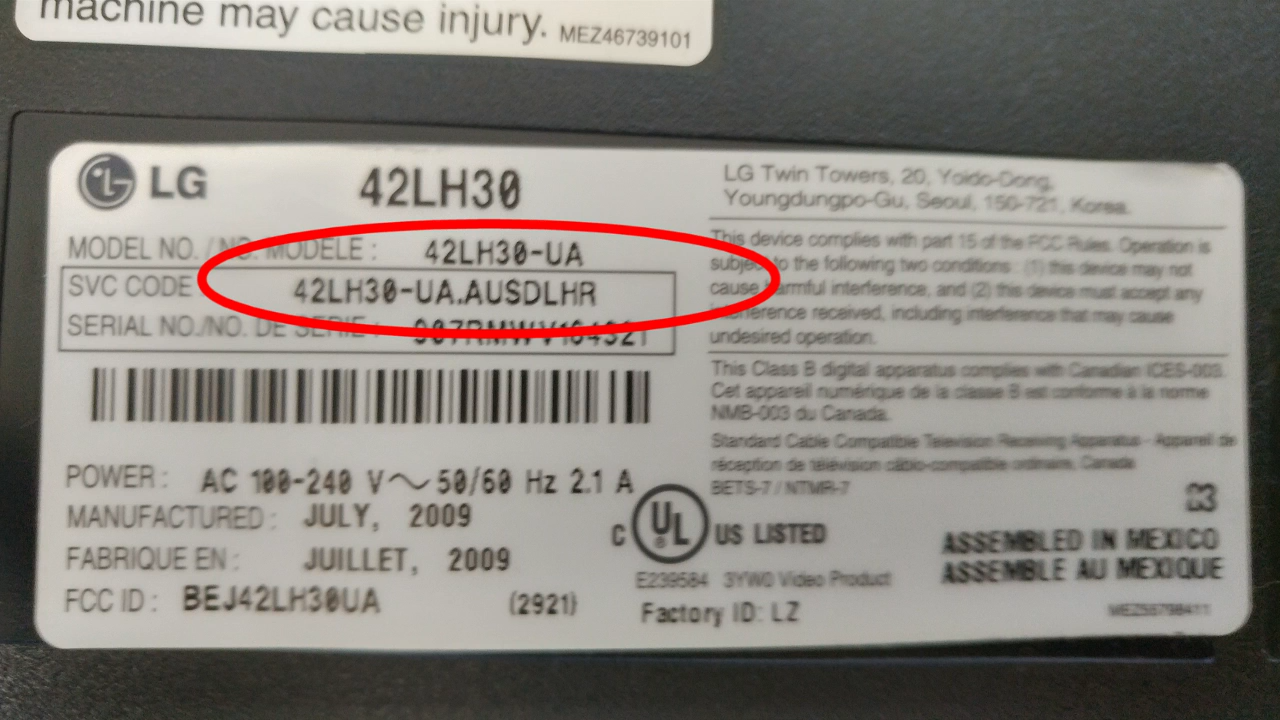 machine may cause injury. MEZ46739101
LG 42LH30
MODEL NO./NO. MODELE : 42LH30-UA
SVC CODE : 42LH30-UA.AUSDLHR
SERIAL NO./NO. DE SERIE :
POWER : AC 100-240 V～50/60 Hz 2.1 A
MANUFACTURED : JULY, 2009
FABRIQUE EN : JUILLET, 2009
FCC ID : BEJ42LH30UA (2921)
LG Twin Towers, 20, Yoido-Dong,
Youngdungpo-Gu, Seoul, 150-721, Korea.
This device complies with part 15 of the FCC Rules. Operation is
subject to the following two conditions : (1) this device may not
cause harmful interference, and (2) this device must accept any
interference received, including interference that may cause
undesired operation.
This Class B digital apparatus complies with Canadian ICES-003.
Cet appareil numérique de la classe B est conforme à la norme
NMB-003 du Canada.
Standard Cable Compatible Television Receiving Apparatus - Appareil de
réception de télévision câblo-compatible ordinaire, Canada
BETS-7 / NTMR-7
C UL ® US LISTED
E239584 3YW0 Video Product
Factory ID: LZ
ASSEMBLED IN MEXICO
ASSEMBLE AU MEXIQUE